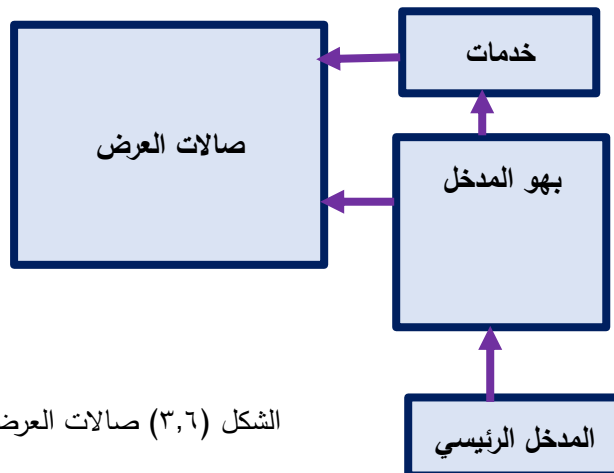 خدمات
صالات العرض
بهو المدخل
المدخل الرئيسي
الشكل (٣,٦) صالات العرض